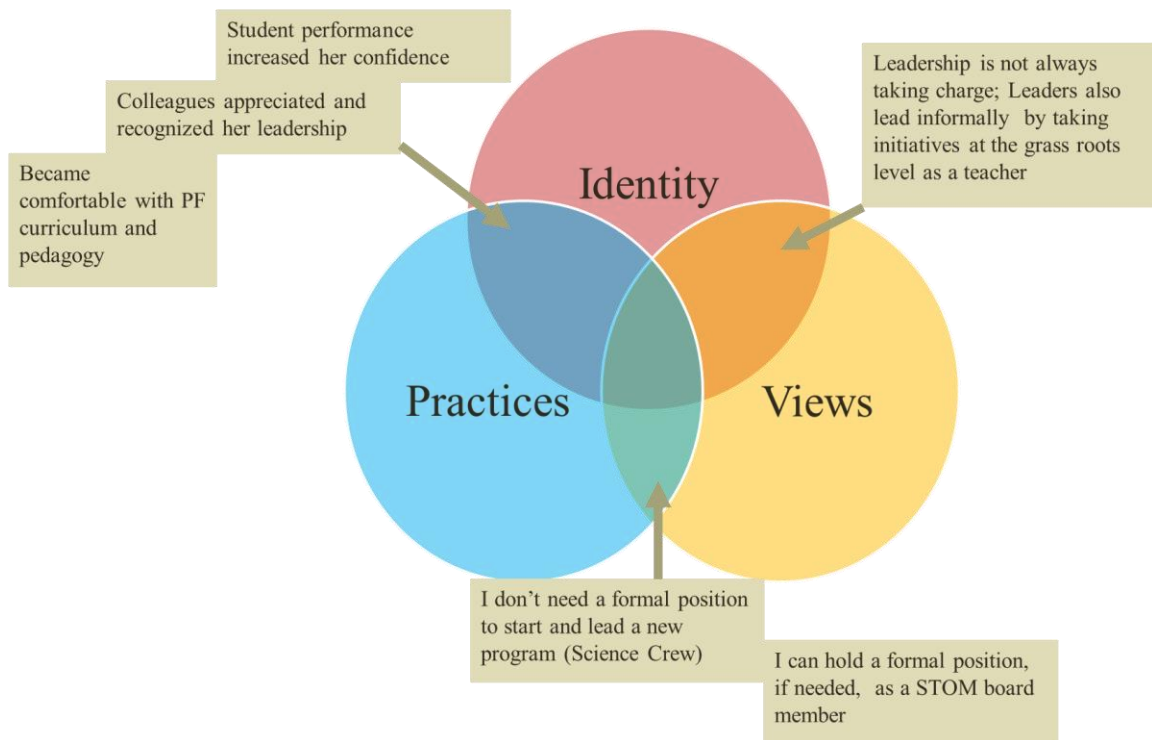 Student performance
increased her confidence
Colleagues appreciated and
recognized her leadership
Became
comfortable with PF
curriculum and
pedagogy
Leadership is not always
taking charge; Leaders also
lead informally by taking
initiatives at the grass roots
level as a teacher
Identity
Practices
Views
I don’t need a formal position
to start and lead a new
program (Science Crew)
I can hold a formal position,
if needed, as a STOM board
member